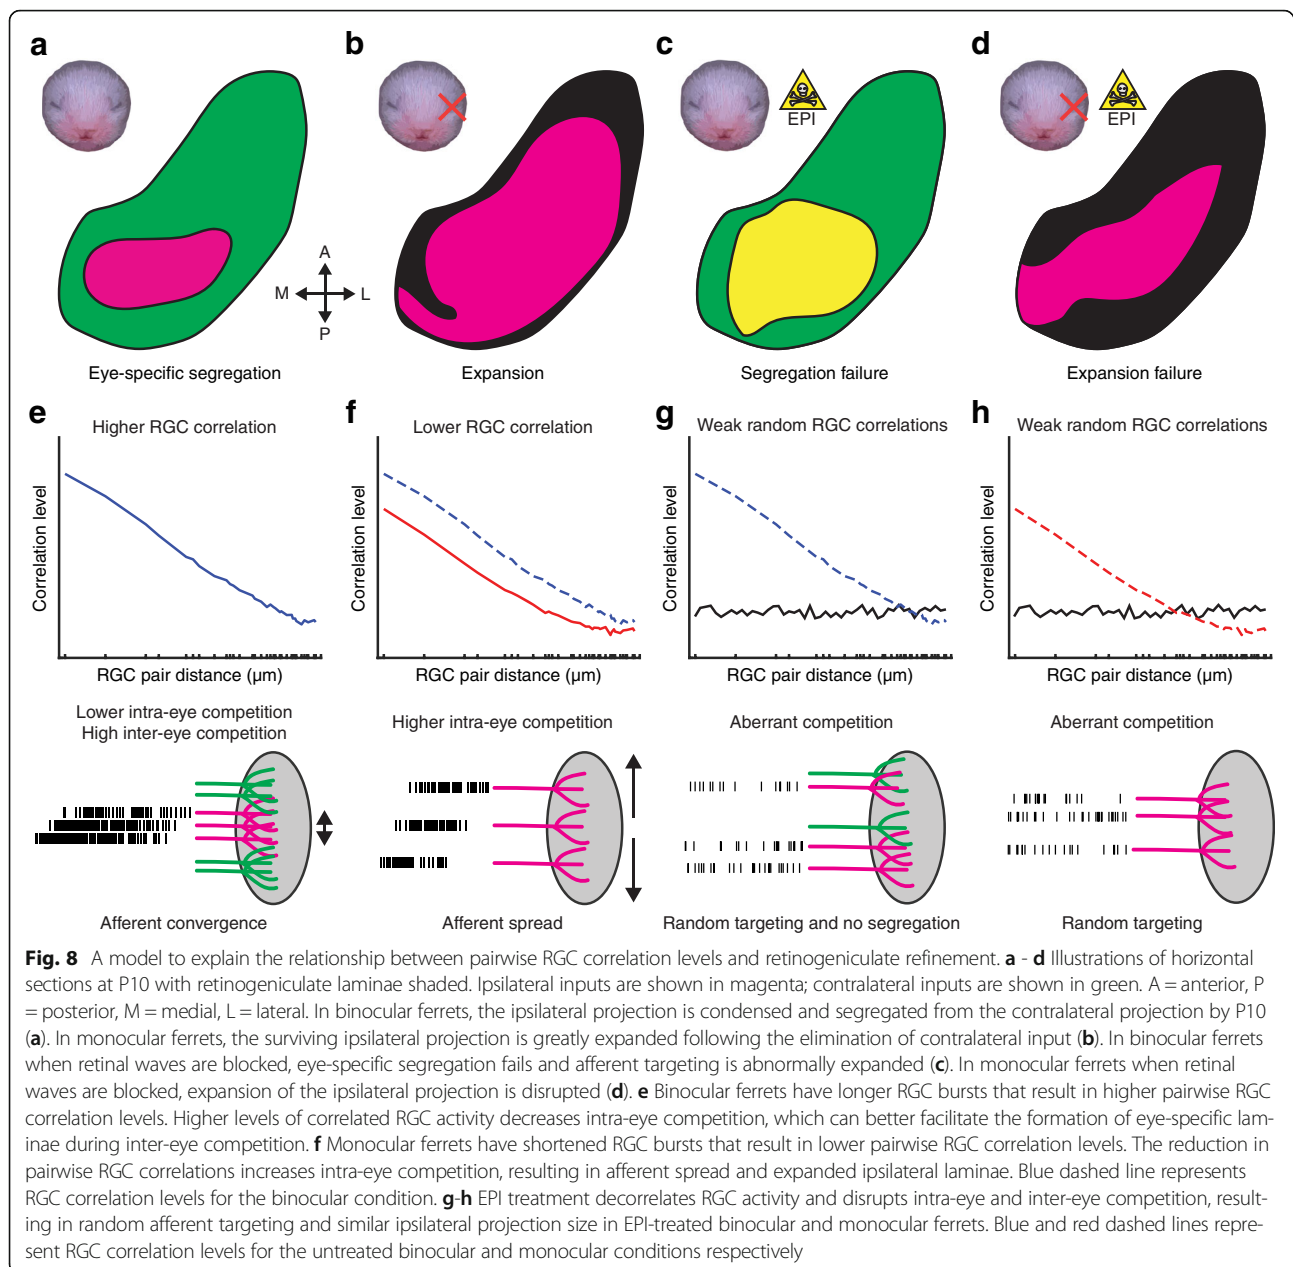 a
b
c
d
EPI
EPI
A
M
L
P
Eye-specific segregation
Expansion
Segregation failure
Expansion failure
e
f
g
h
Higher RGC correlation
Lower RGC correlation
Weak random RGC correlations
Weak random RGC correlations
Correlation level
Correlation level
Correlation level
Correlation level
RGC pair distance (µm)
RGC pair distance (µm)
RGC pair distance (µm)
RGC pair distance (µm)
Lower intra-eye competition
High inter-eye competition
Higher intra-eye competition
Aberrant competition
Aberrant competition
Afferent convergence
Afferent spread
Random targeting and no segregation
Random targeting
Fig. 8 A model to explain the relationship between pairwise RGC correlation levels and retinogeniculate refinement. a - d Illustrations of horizontal
sections at P10 with retinogeniculate laminae shaded. Ipsilateral inputs are shown in magenta; contralateral inputs are shown in green. A = anterior, P
= posterior, M = medial, L = lateral. In binocular ferrets, the ipsilateral projection is condensed and segregated from the contralateral projection by P10
(a). In monocular ferrets, the surviving ipsilateral projection is greatly expanded following the elimination of contralateral input (b). In binocular ferrets
when retinal waves are blocked, eye-specific segregation fails and afferent targeting is abnormally expanded (c). In monocular ferrets when retinal
waves are blocked, expansion of the ipsilateral projection is disrupted (d). e Binocular ferrets have longer RGC bursts that result in higher pairwise RGC
correlation levels. Higher levels of correlated RGC activity decreases intra-eye competition, which can better facilitate the formation of eye-specific lam-
inae during inter-eye competition. f Monocular ferrets have shortened RGC bursts that result in lower pairwise RGC correlation levels. The reduction in
pairwise RGC correlations increases intra-eye competition, resulting in afferent spread and expanded ipsilateral laminae. Blue dashed line represents
RGC correlation levels for the binocular condition. g-h EPI treatment decorrelates RGC activity and disrupts intra-eye and inter-eye competition, result-
ing in random afferent targeting and similar ipsilateral projection size in EPI-treated binocular and monocular ferrets. Blue and red dashed lines repre-
sent RGC correlation levels for the untreated binocular and monocular conditions respectively